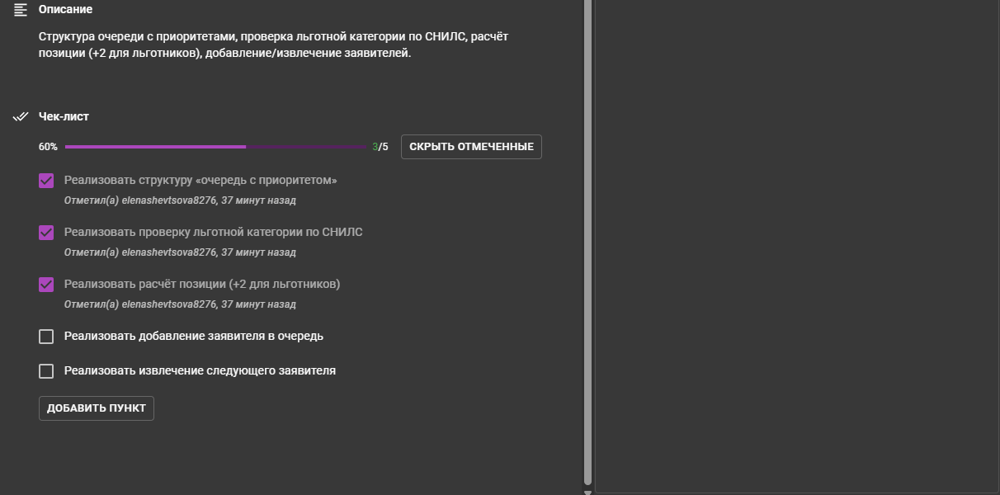 Описание
Структура очереди с приоритетами, проверка льготной категории по СНИЛС, расчёт
позиции (+2 для льготников), добавление/извлечение заявителей.
Чек-лист
60% 3/5 СКРЫТЬ ОТМЕЧЕННЫЕ
Реализовать структуру «очередь с приоритетом»
Отметил(а) elenashevtsova8276, 37 минут назад
Реализовать проверку льготной категории по СНИЛС
Отметил(а) elenashevtsova8276, 37 минут назад
Реализовать расчёт позиции (+2 для льготников)
Отметил(а) elenashevtsova8276, 37 минут назад
Реализовать добавление заявителя в очередь
Реализовать извлечение следующего заявителя
ДОБАВИТЬ ПУНКТ